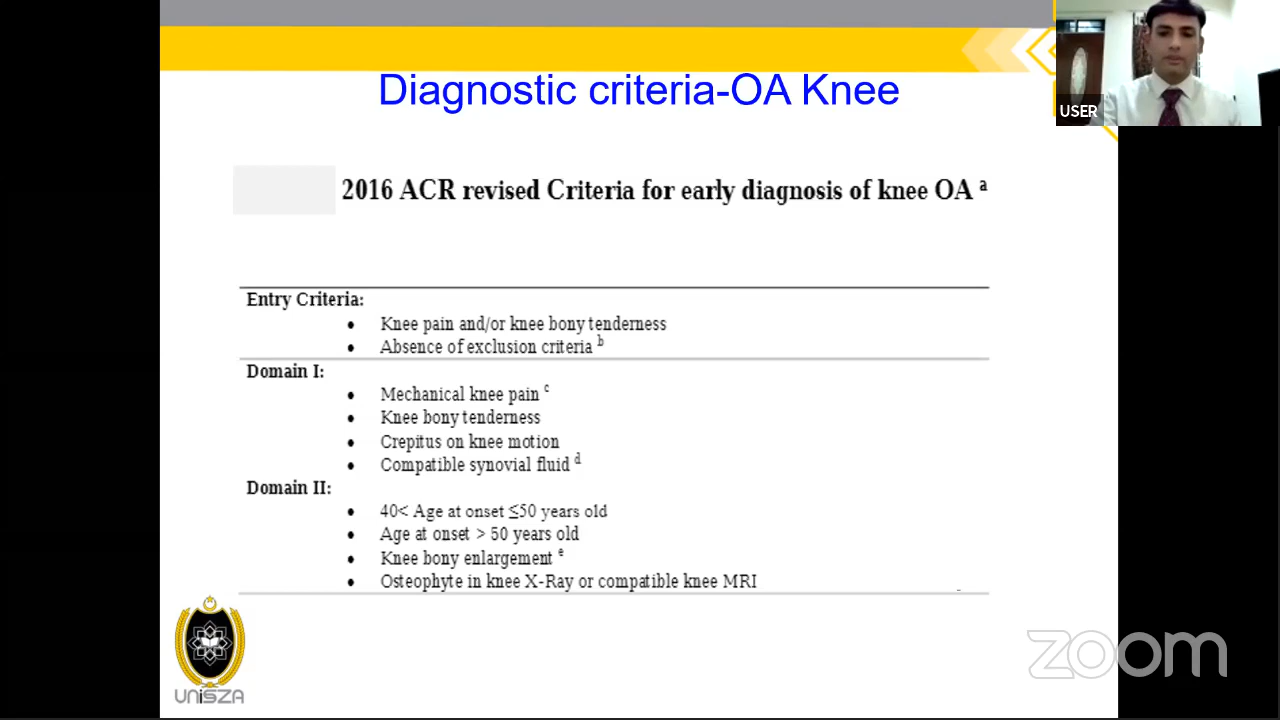 Diagnostic criteria-OA Knee
USER
2016 ACR revised Criteria for early diagnosis of knee OA a
Entry Criteria:
• Knee pain and/or knee bony tenderness
• Absence of exclusion criteria b
Domain I:
• Mechanical knee pain c
• Knee bony tenderness
• Crepitus on knee motion
• Compatible synovial fluid d
Domain II:
• 40< Age at onset ≤50 years old
• Age at onset > 50 years old
• Knee bony enlargement e
• Osteophyte in knee X-Ray or compatible knee MRI
UNiSZA
zoom